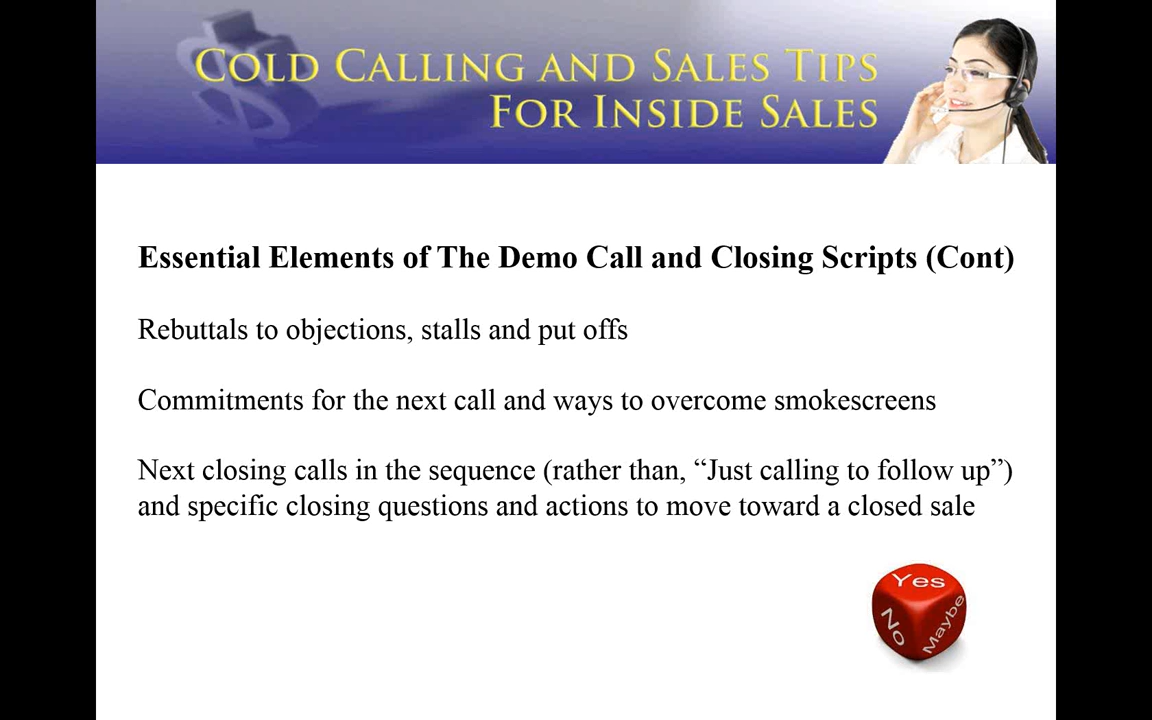 COLD CALLING AND SALES TIPS
FOR INSIDE SALES
Essential Elements of The Demo Call and Closing Scripts (Cont)
Rebuttals to objections, stalls and put offs
Commitments for the next call and ways to overcome smokescreens
Next closing calls in the sequence (rather than, “Just calling to follow up”)
and specific closing questions and actions to move toward a closed sale
Yes
No
Maybe